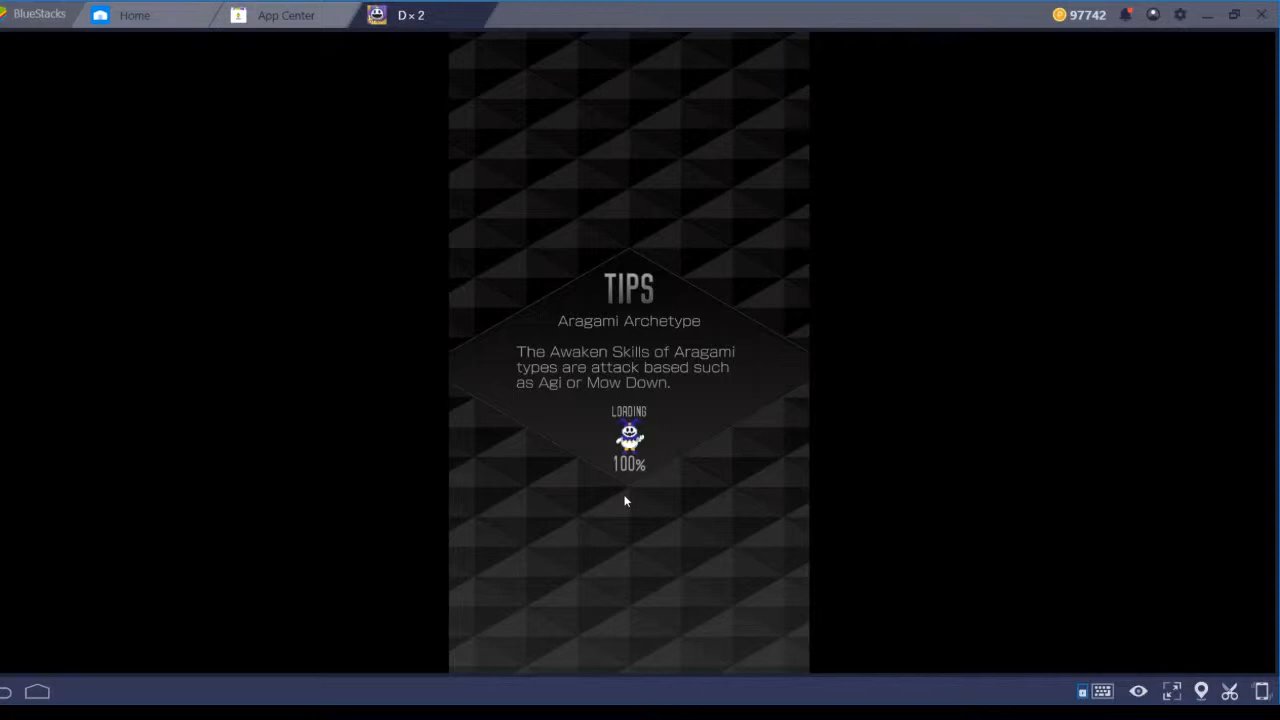 BlueStacks
Home
App Center
D×2
97742
TIPS
Aragami Archetype
The Awaken Skills of Aragami
types are attack based such
as Agi or Mow Down.
LOADING
100%